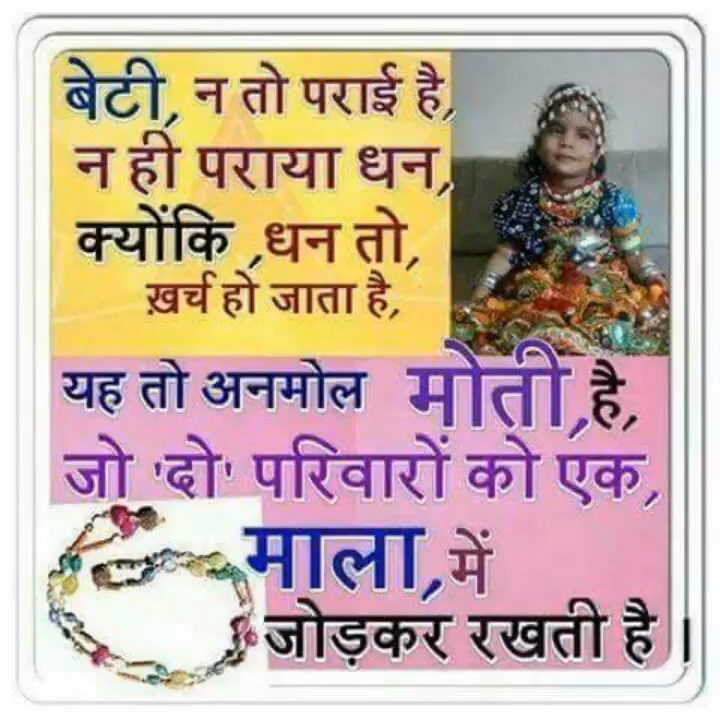 बेटी, न तो पराई है,
न ही पराया धन,
क्योंकि ,धन तो,
ख़र्च हो जाता है,
यह तो अनमोल मोती,है,
जो 'दो' परिवारों को एक,
माला,में
जोड़कर रखती है।